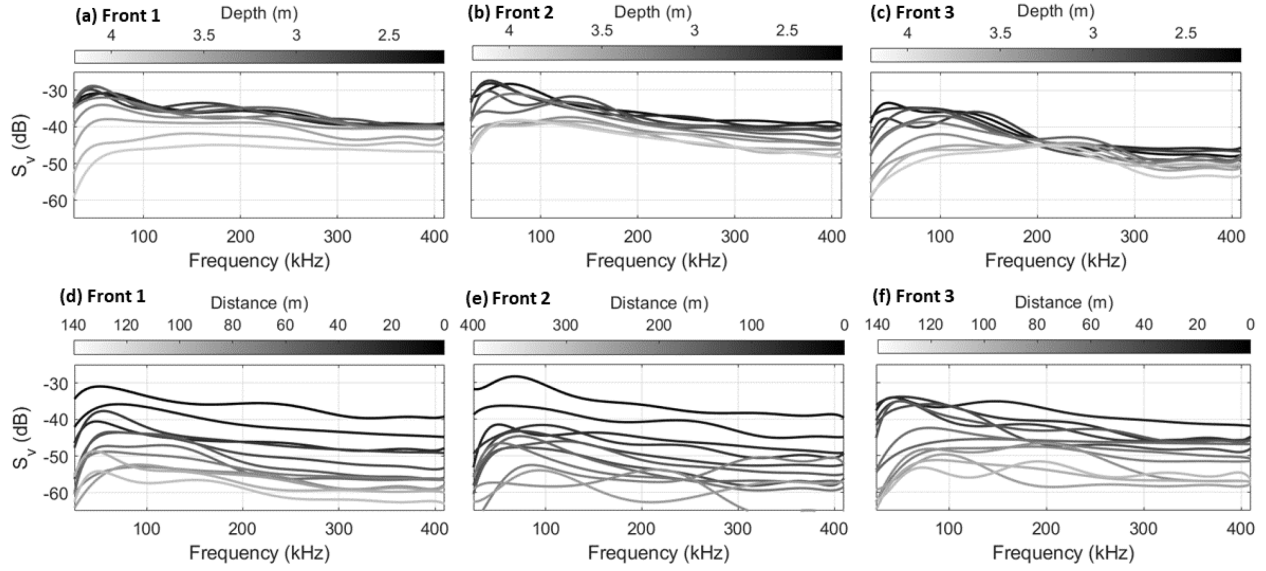 (a) Front 1
Depth (m)
4 3.5 3 2.5
-30
-40
-50
-60
Sv (dB)
100 200 300 400
Frequency (kHz)
(b) Front 2
Depth (m)
4 3.5 3 2.5
100 200 300 400
Frequency (kHz)
(c) Front 3
Depth (m)
4 3.5 3 2.5
100 200 300 400
Frequency (kHz)
(d) Front 1
Distance (m)
140 120 100 80 60 40 20 0
-30
-40
-50
-60
Sv (dB)
100 200 300 400
Frequency (kHz)
(e) Front 2
Distance (m)
400 300 200 100 0
100 200 300 400
Frequency (kHz)
(f) Front 3
Distance (m)
140 120 100 80 60 40 20 0
100 200 300 400
Frequency (kHz)